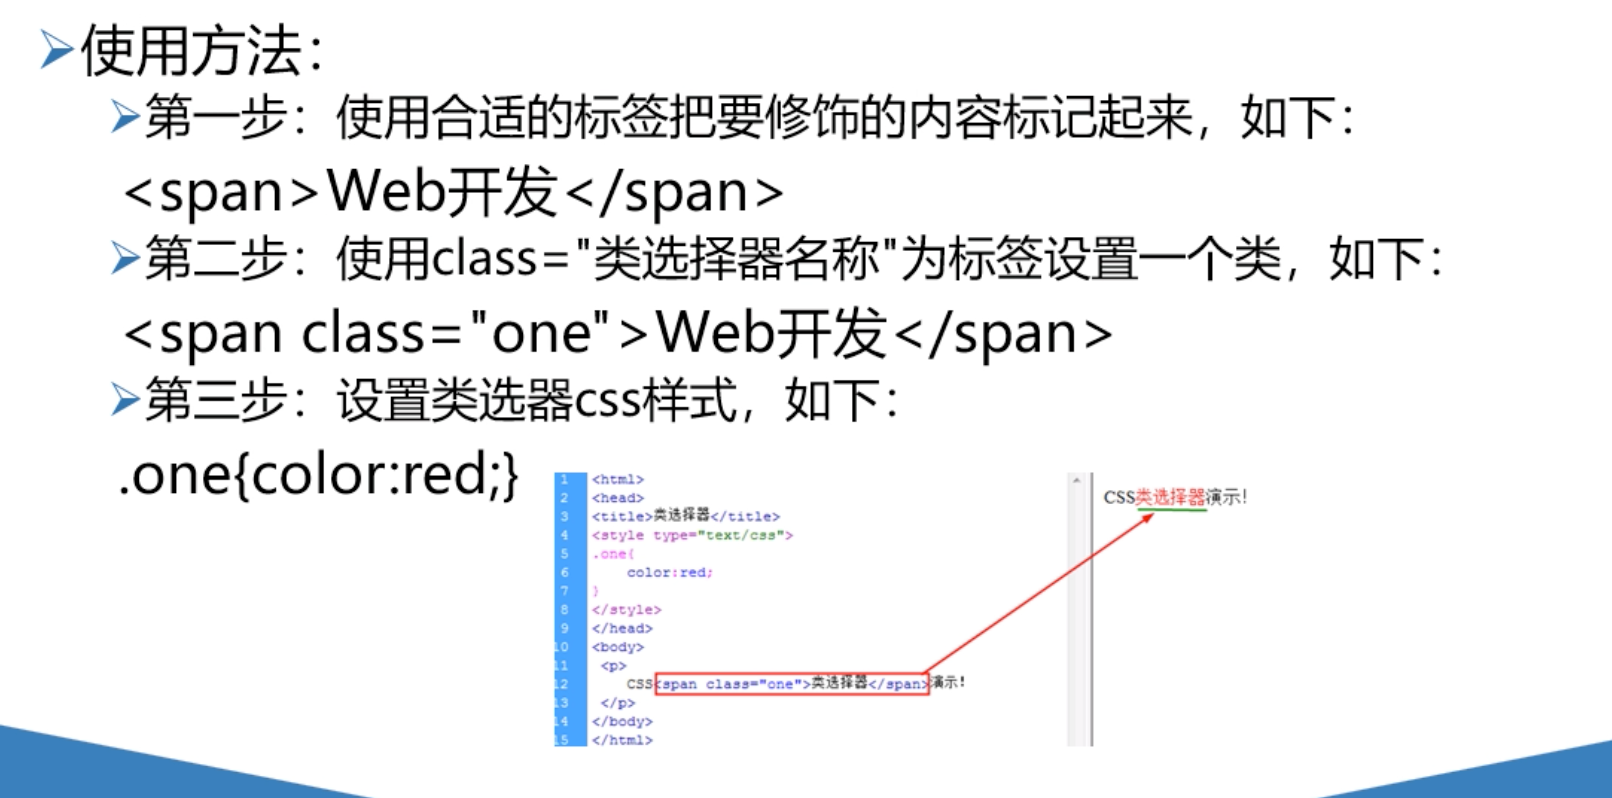 使用方法：
第一步：使用合适的标签把要修饰的内容标记起来，如下：
<span>Web开发</span>
第二步：使用class="类选择器名称"为标签设置一个类，如下：
<span class="one">Web开发</span>
第三步：设置类选器css样式，如下：
.one{color:red;}
1 <html>
2 <head>
3 <title>类选择器</title>
4 <style type="text/css">
5 .one{
6 color:red;
7 }
8 </style>
9 </head>
10 <body>
11 <p>
12 CSS<span class="one">类选择器</span>演示！
13 </p>
14 </body>
15 </html>
CSS类选择器演示！